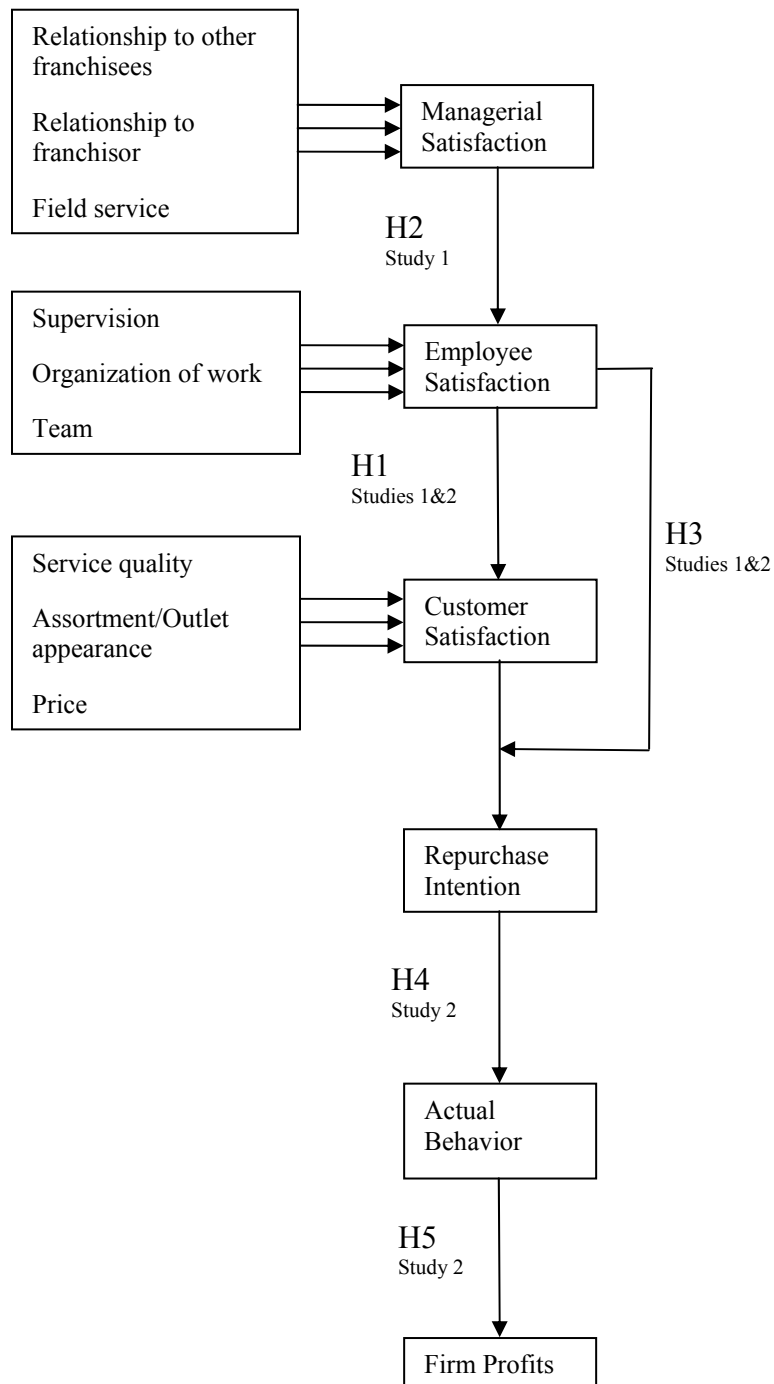 Relationship to other
franchisees
Relationship to
franchisor
Field service
Managerial
Satisfaction
H2
Study 1
Supervision
Organization of work
Team
Employee
Satisfaction
H1
Studies 1&2
H3
Studies 1&2
Service quality
Assortment/Outlet
appearance
Price
Customer
Satisfaction
Repurchase
Intention
H4
Study 2
Actual
Behavior
H5
Study 2
Firm Profits